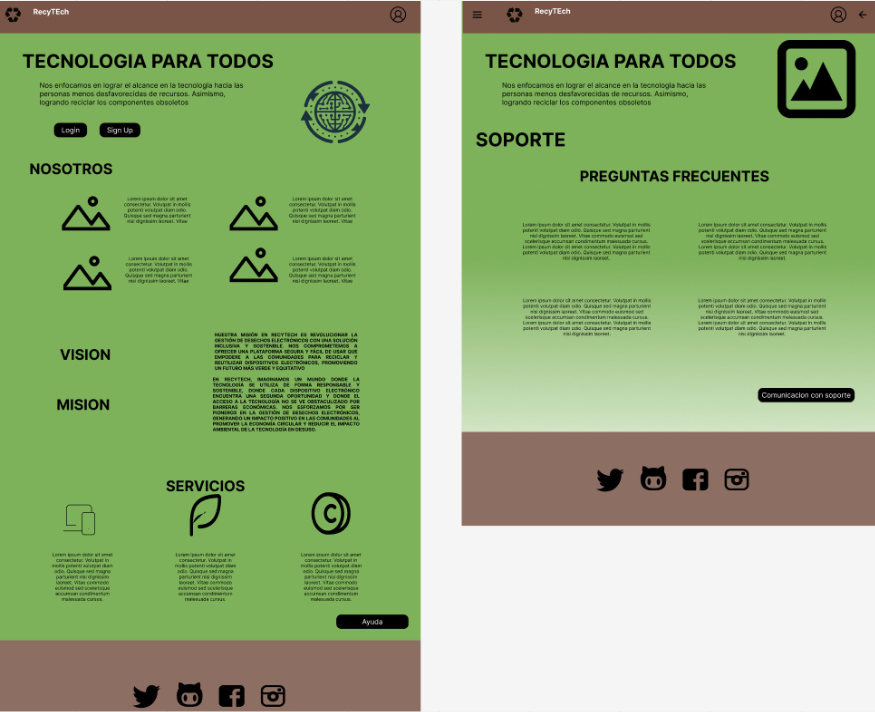 RecyTEch
TECNOLOGIA PARA TODOS
Nos enfocamos en lograr el alcance en la tecnologia hacia las
personas menos desfavorecidas de recursos. Asimismo,
logrando reciclar los componentes obsoletos
Login
Sign Up
NOSOTROS
Lorem ipsum dolor sit amet
consectetur. Volutpat in mollis
potenti volutpat diam odio.
Quisque sed magna parturient
nisi dignissim laoreet. Vitae
Lorem ipsum dolor sit amet
consectetur. Volutpat in mollis
potenti volutpat diam odio.
Quisque sed magna parturient
nisi dignissim laoreet. Vitae
Lorem ipsum dolor sit amet
consectetur. Volutpat in mollis
potenti volutpat diam odio.
Quisque sed magna parturient
nisi dignissim laoreet. Vitae
Lorem ipsum dolor sit amet
consectetur. Volutpat in mollis
potenti volutpat diam odio.
Quisque sed magna parturient
nisi dignissim laoreet. Vitae
VISION
NUESTRA MISIÓN EN RECYTECH ES REVOLUCIONAR LA
GESTIÓN DE DESECHOS ELECTRÓNICOS CON UNA SOLUCIÓN
INCLUSIVA Y SOSTENIBLE. NOS COMPROMETEMOS A
OFRECER UNA PLATAFORMA SEGURA Y FÁCIL DE USAR QUE
EMPODERE A LAS COMUNIDADES PARA RECICLAR Y
REUTILIZAR DISPOSITIVOS ELECTRÓNICOS, PROMOVIENDO
UN FUTURO MÁS VERDE Y EQUITATIVO
MISION
EN RECYTECH, IMAGINAMOS UN MUNDO DONDE LA
TECNOLOGÍA SE UTILIZA DE FORMA RESPONSABLE Y
SOSTENIBLE, DONDE CADA DISPOSITIVO ELECTRÓNICO
ENCUENTRA UNA SEGUNDA OPORTUNIDAD Y DONDE EL
ACCESO A LA TECNOLOGÍA NO SE VE OBSTACULIZADO POR
BARRERAS ECONÓMICAS. NOS ESFORZAMOS POR SER
PIONEROS EN LA GESTIÓN DE DESECHOS ELECTRÓNICOS,
GENERANDO UN IMPACTO POSITIVO EN LAS COMUNIDADES AL
PROMOVER LA ECONOMÍA CIRCULAR Y REDUCIR EL IMPACTO
AMBIENTAL DE LA TECNOLOGÍA EN DESUSO.
SERVICIOS
Lorem ipsum dolor sit amet
consectetur. Volutpat in
mollis potenti volutpat diam
odio. Quisque sed magna
parturient nisi dignissim
laoreet. Vitae commodo
euismod sed scelerisque
accumsan condimentum
malesuada cursus.
Lorem ipsum dolor sit amet
consectetur. Volutpat in
mollis potenti volutpat diam
odio. Quisque sed magna
parturient nisi dignissim
laoreet. Vitae commodo
euismod sed scelerisque
accumsan condimentum
malesuada cursus.
Lorem ipsum dolor sit amet
consectetur. Volutpat in
mollis potenti volutpat diam
odio. Quisque sed magna
parturient nisi dignissim
laoreet. Vitae commodo
euismod sed scelerisque
accumsan condimentum
malesuada cursus.
Ayuda
RecyTEch
TECNOLOGIA PARA TODOS
Nos enfocamos en lograr el alcance en la tecnologia hacia las
personas menos desfavorecidas de recursos. Asimismo,
logrando reciclar los componentes obsoletos
SOPORTE
PREGUNTAS FRECUENTES
Lorem ipsum dolor sit amet consectetur. Volutpat in mollis
potenti volutpat diam odio. Quisque sed magna parturient
nisi dignissim laoreet. Vitae commodo euismod sed
scelerisque accumsan condimentum malesuada cursus.
Lorem ipsum dolor sit amet consectetur. Volutpat in mollis
potenti volutpat diam odio. Quisque sed magna parturient
nisi dignissim laoreet.
Lorem ipsum dolor sit amet consectetur. Volutpat in mollis
potenti volutpat diam odio. Quisque sed magna parturient
nisi dignissim laoreet. Vitae commodo euismod sed
scelerisque accumsan condimentum malesuada cursus.
Lorem ipsum dolor sit amet consectetur. Volutpat in mollis
potenti volutpat diam odio. Quisque sed magna parturient
nisi dignissim laoreet.
Lorem ipsum dolor sit amet consectetur. Volutpat in mollis
potenti volutpat diam odio. Quisque sed magna parturient
nisi dignissim laoreet. Vitae commodo euismod sed
scelerisque accumsan condimentum malesuada cursus.
Lorem ipsum dolor sit amet consectetur. Volutpat in mollis
potenti volutpat diam odio. Quisque sed magna parturient
nisi dignissim laoreet.
Lorem ipsum dolor sit amet consectetur. Volutpat in mollis
potenti volutpat diam odio. Quisque sed magna parturient
nisi dignissim laoreet. Vitae commodo euismod sed
scelerisque accumsan condimentum malesuada cursus.
Lorem ipsum dolor sit amet consectetur. Volutpat in mollis
potenti volutpat diam odio. Quisque sed magna parturient
nisi dignissim laoreet.
Comunicacion con soporte